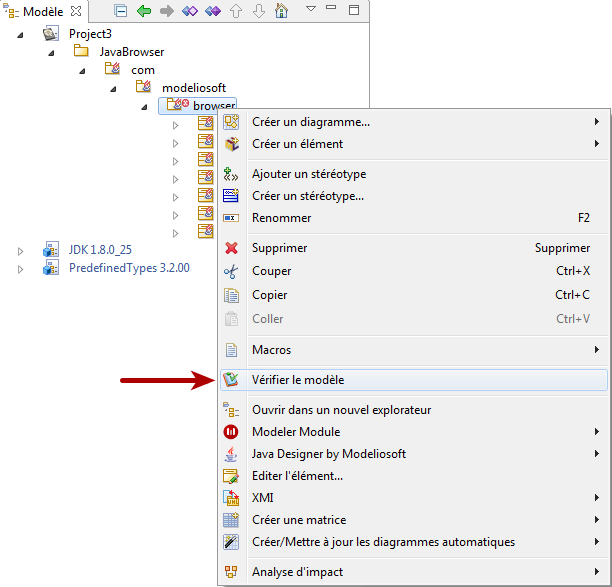 Modèle
Project3
JavaBrowser
com
modeliosoft
browser
JDK 1.8.0_25
PredefinedTypes 3.2.00
Créer un diagramme...
Créer un élément
Ajouter un stéréotype
Créer un stéréotype...
Renommer F2
Supprimer Supprimer
Couper Ctrl+X
Copier Ctrl+C
Coller Ctrl+V
Macros
Vérifier le modèle
Ouvrir dans un nouvel explorateur
Modeler Module
Java Designer by Modeliosoft
Editer l'élément...
XMI
Créer une matrice
Créer/Mettre à jour les diagrammes automatiques
Analyse d'impact